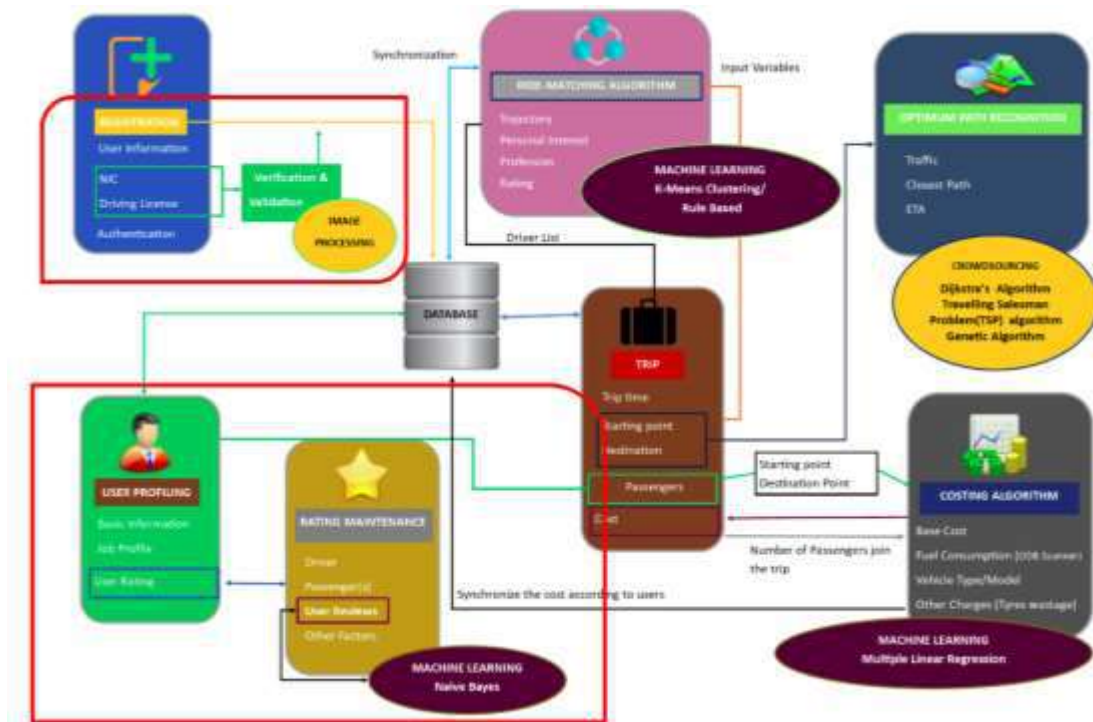 REGISTRATION
User Information
NIC
Driving License
Authentication
Verification &
Validation
IMAGE
PROCESSING
Synchronization
RIDE-MATCHING ALGORITHM
Trajectory
Personal Interest
Profession
Rating
Input Variables
MACHINE LEARNING
K-Means Clustering/
Rule Based
Driver List
OPTIMUM PATH RECOGNITION
Traffic
Closest Path
ETA
CROWDSOURCING
Dijkstra's Algorithm
Travelling Salesman
Problem(TSP) algorithm
Genetic Algorithm
DATABASE
TRIP
Trip time
Starting point
Destination
Passengers
Cost
USER PROFILING
Basic Information
Job Profile
User Rating
RATING MAINTENANCE
Driver
Passenger(s)
User Reviews
Other Factors
MACHINE LEARNING
Naive Bayes
Starting point
Destination Point
Number of Passengers join
the trip
Synchronize the cost according to users
COSTING ALGORITHM
Base Cost
Fuel Consumption (ODB Scanner)
Vehicle Type/Model
Other Charges (Tyres wastage)
MACHINE LEARNING
Multiple Linear Regression